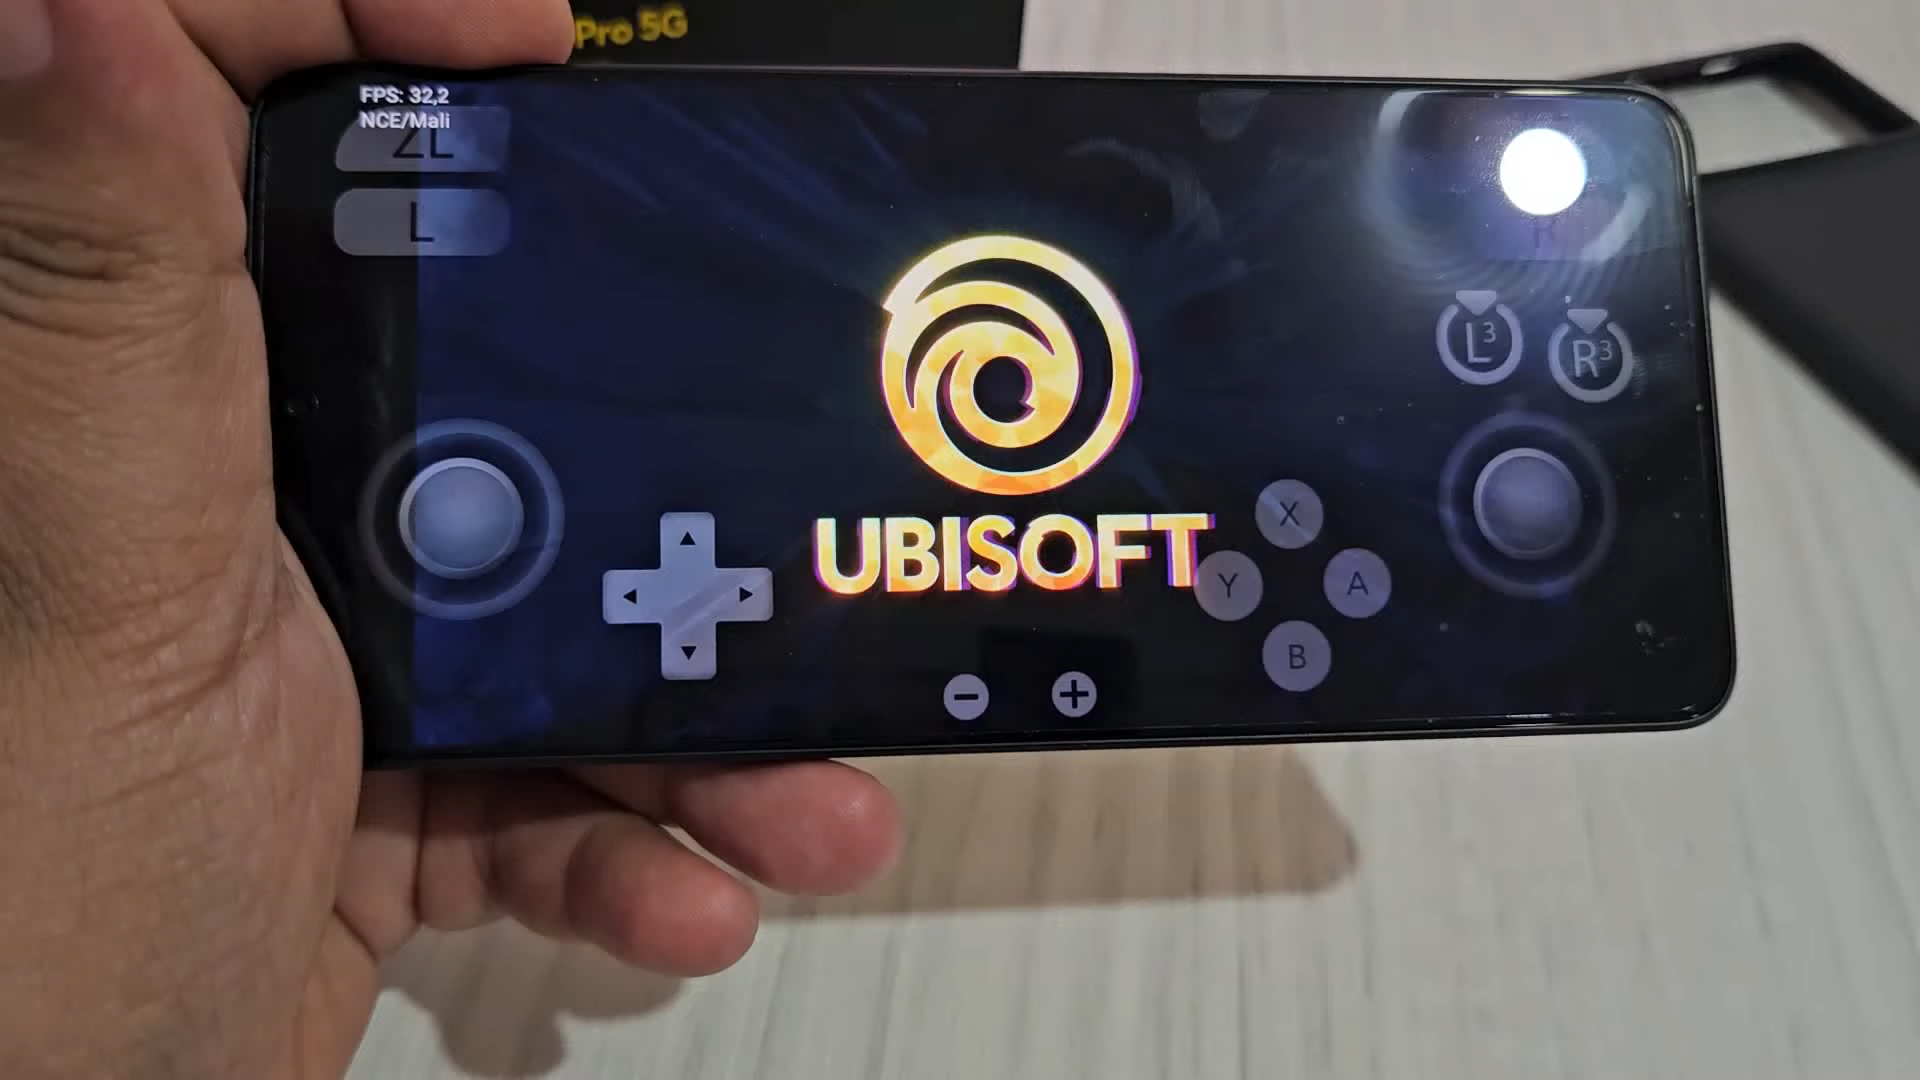 Pro 5G
FPS: 32,2
NCE/Mali
ZL
L
R
L3
R3
UBISOFT
X
Y
A
B